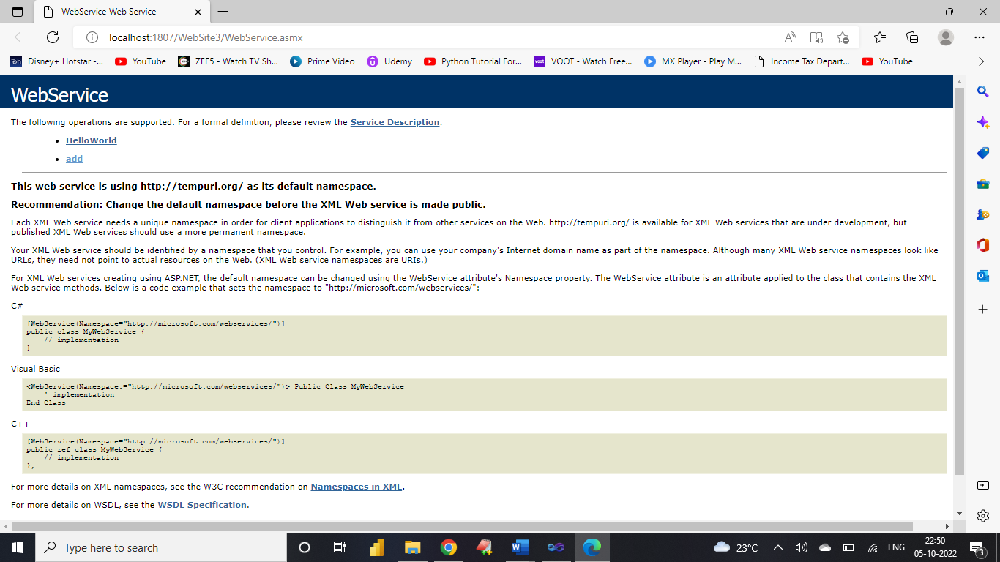 WebService Web Service
localhost:1807/WebSite3/WebService.asmx
Disney+ Hotstar -... YouTube ZEE5 - Watch TV Sh... Prime Video Udemy Python Tutorial For... VOOT - Watch Free... MX Player - Play M... Income Tax Depart... YouTube
WebService
The following operations are supported. For a formal definition, please review the Service Description.
• HelloWorld
• add
This web service is using http://tempuri.org/ as its default namespace.
Recommendation: Change the default namespace before the XML Web service is made public.
Each XML Web service needs a unique namespace in order for client applications to distinguish it from other services on the Web. http://tempuri.org/ is available for XML Web services that are under development, but
published XML Web services should use a more permanent namespace.
Your XML Web service should be identified by a namespace that you control. For example, you can use your company's Internet domain name as part of the namespace. Although many XML Web service namespaces look like
URLs, they need not point to actual resources on the Web. (XML Web service namespaces are URIs.)
For XML Web services creating using ASP.NET, the default namespace can be changed using the WebService attribute's Namespace property. The WebService attribute is an attribute applied to the class that contains the XML
Web service methods. Below is a code example that sets the namespace to "http://microsoft.com/webservices/":
C#
[WebService(Namespace="http://microsoft.com/webservices/")]
public class MyWebService {
    // implementation
}
Visual Basic
<WebService(Namespace:="http://microsoft.com/webservices/")> Public Class MyWebService
    ' implementation
End Class
C++
[WebService(Namespace="http://microsoft.com/webservices/")]
public ref class MyWebService {
    // implementation
};
For more details on XML namespaces, see the W3C recommendation on Namespaces in XML.
For more details on WSDL, see the WSDL Specification.
Type here to search
23°C
ENG
22:50
05-10-2022
3